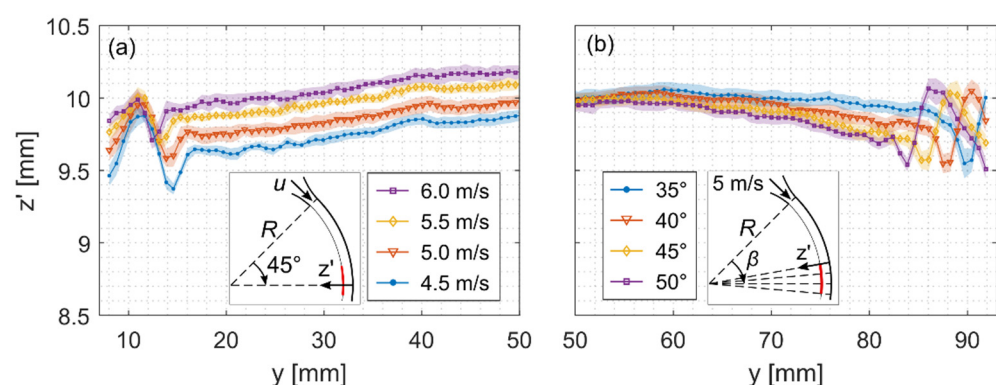 (a)
(b)
z' [mm]
10.5
10
9.5
9
8.5
u
R
45°
z'
6.0 m/s
5.5 m/s
5.0 m/s
4.5 m/s
35°
40°
45°
50°
5 m/s
R
β
z'
10 20 30 40 50
50 60 70 80 90
y [mm]
y [mm]